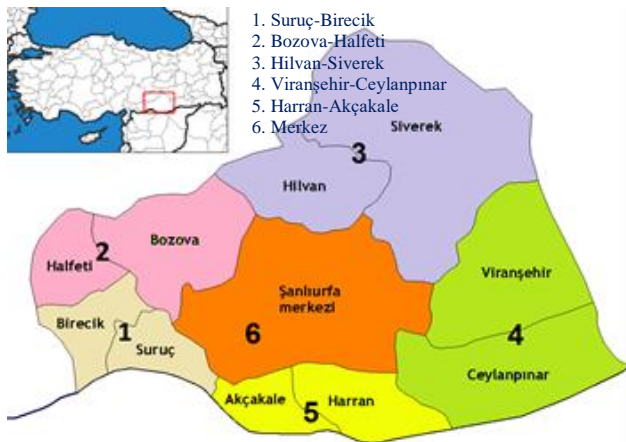 1. Suruç-Birecik
2. Bozova-Halfeti
3. Hilvan-Siverek
4. Viranşehir-Ceylanpınar
5. Harran-Akçakale
6. Merkez
Siverek
3
Hilvan
Bozova
2
Halfeti
Viranşehir
Şanlıurfa
merkezi
Birecik
1
6
4
Suruç
Ceylanpınar
Akçakale
Harran
5